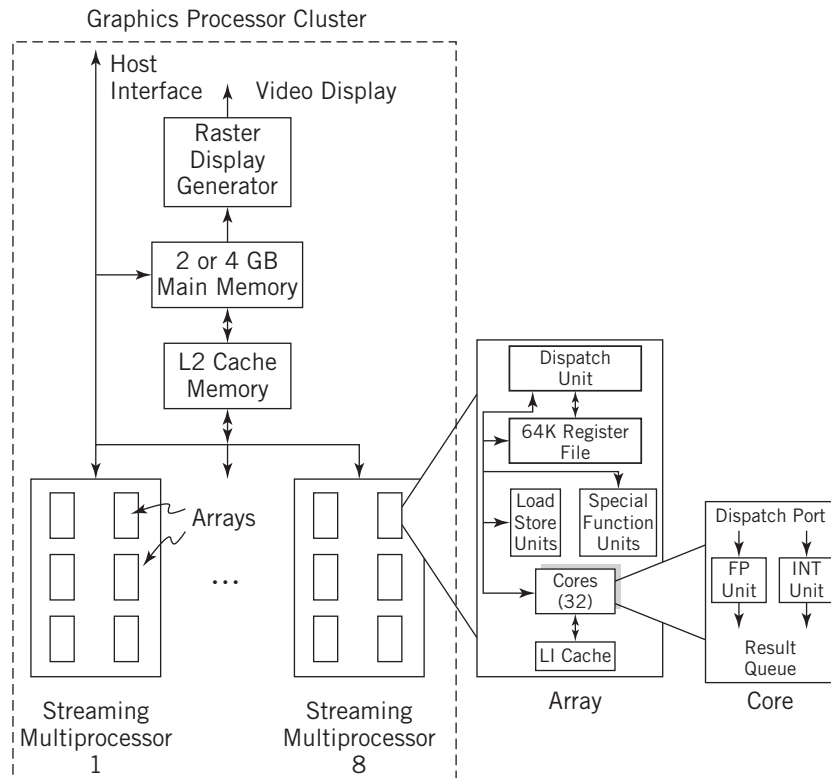 Graphics Processor Cluster
Host
Interface
Video Display
Raster
Display
Generator
2 or 4 GB
Main Memory
L2 Cache
Memory
Arrays
...
Streaming
Multiprocessor
1
Streaming
Multiprocessor
8
Dispatch
Unit
64K Register
File
Load
Store
Units
Special
Function
Units
Cores
(32)
LI Cache
Array
Dispatch Port
FP
Unit
INT
Unit
Result
Queue
Core